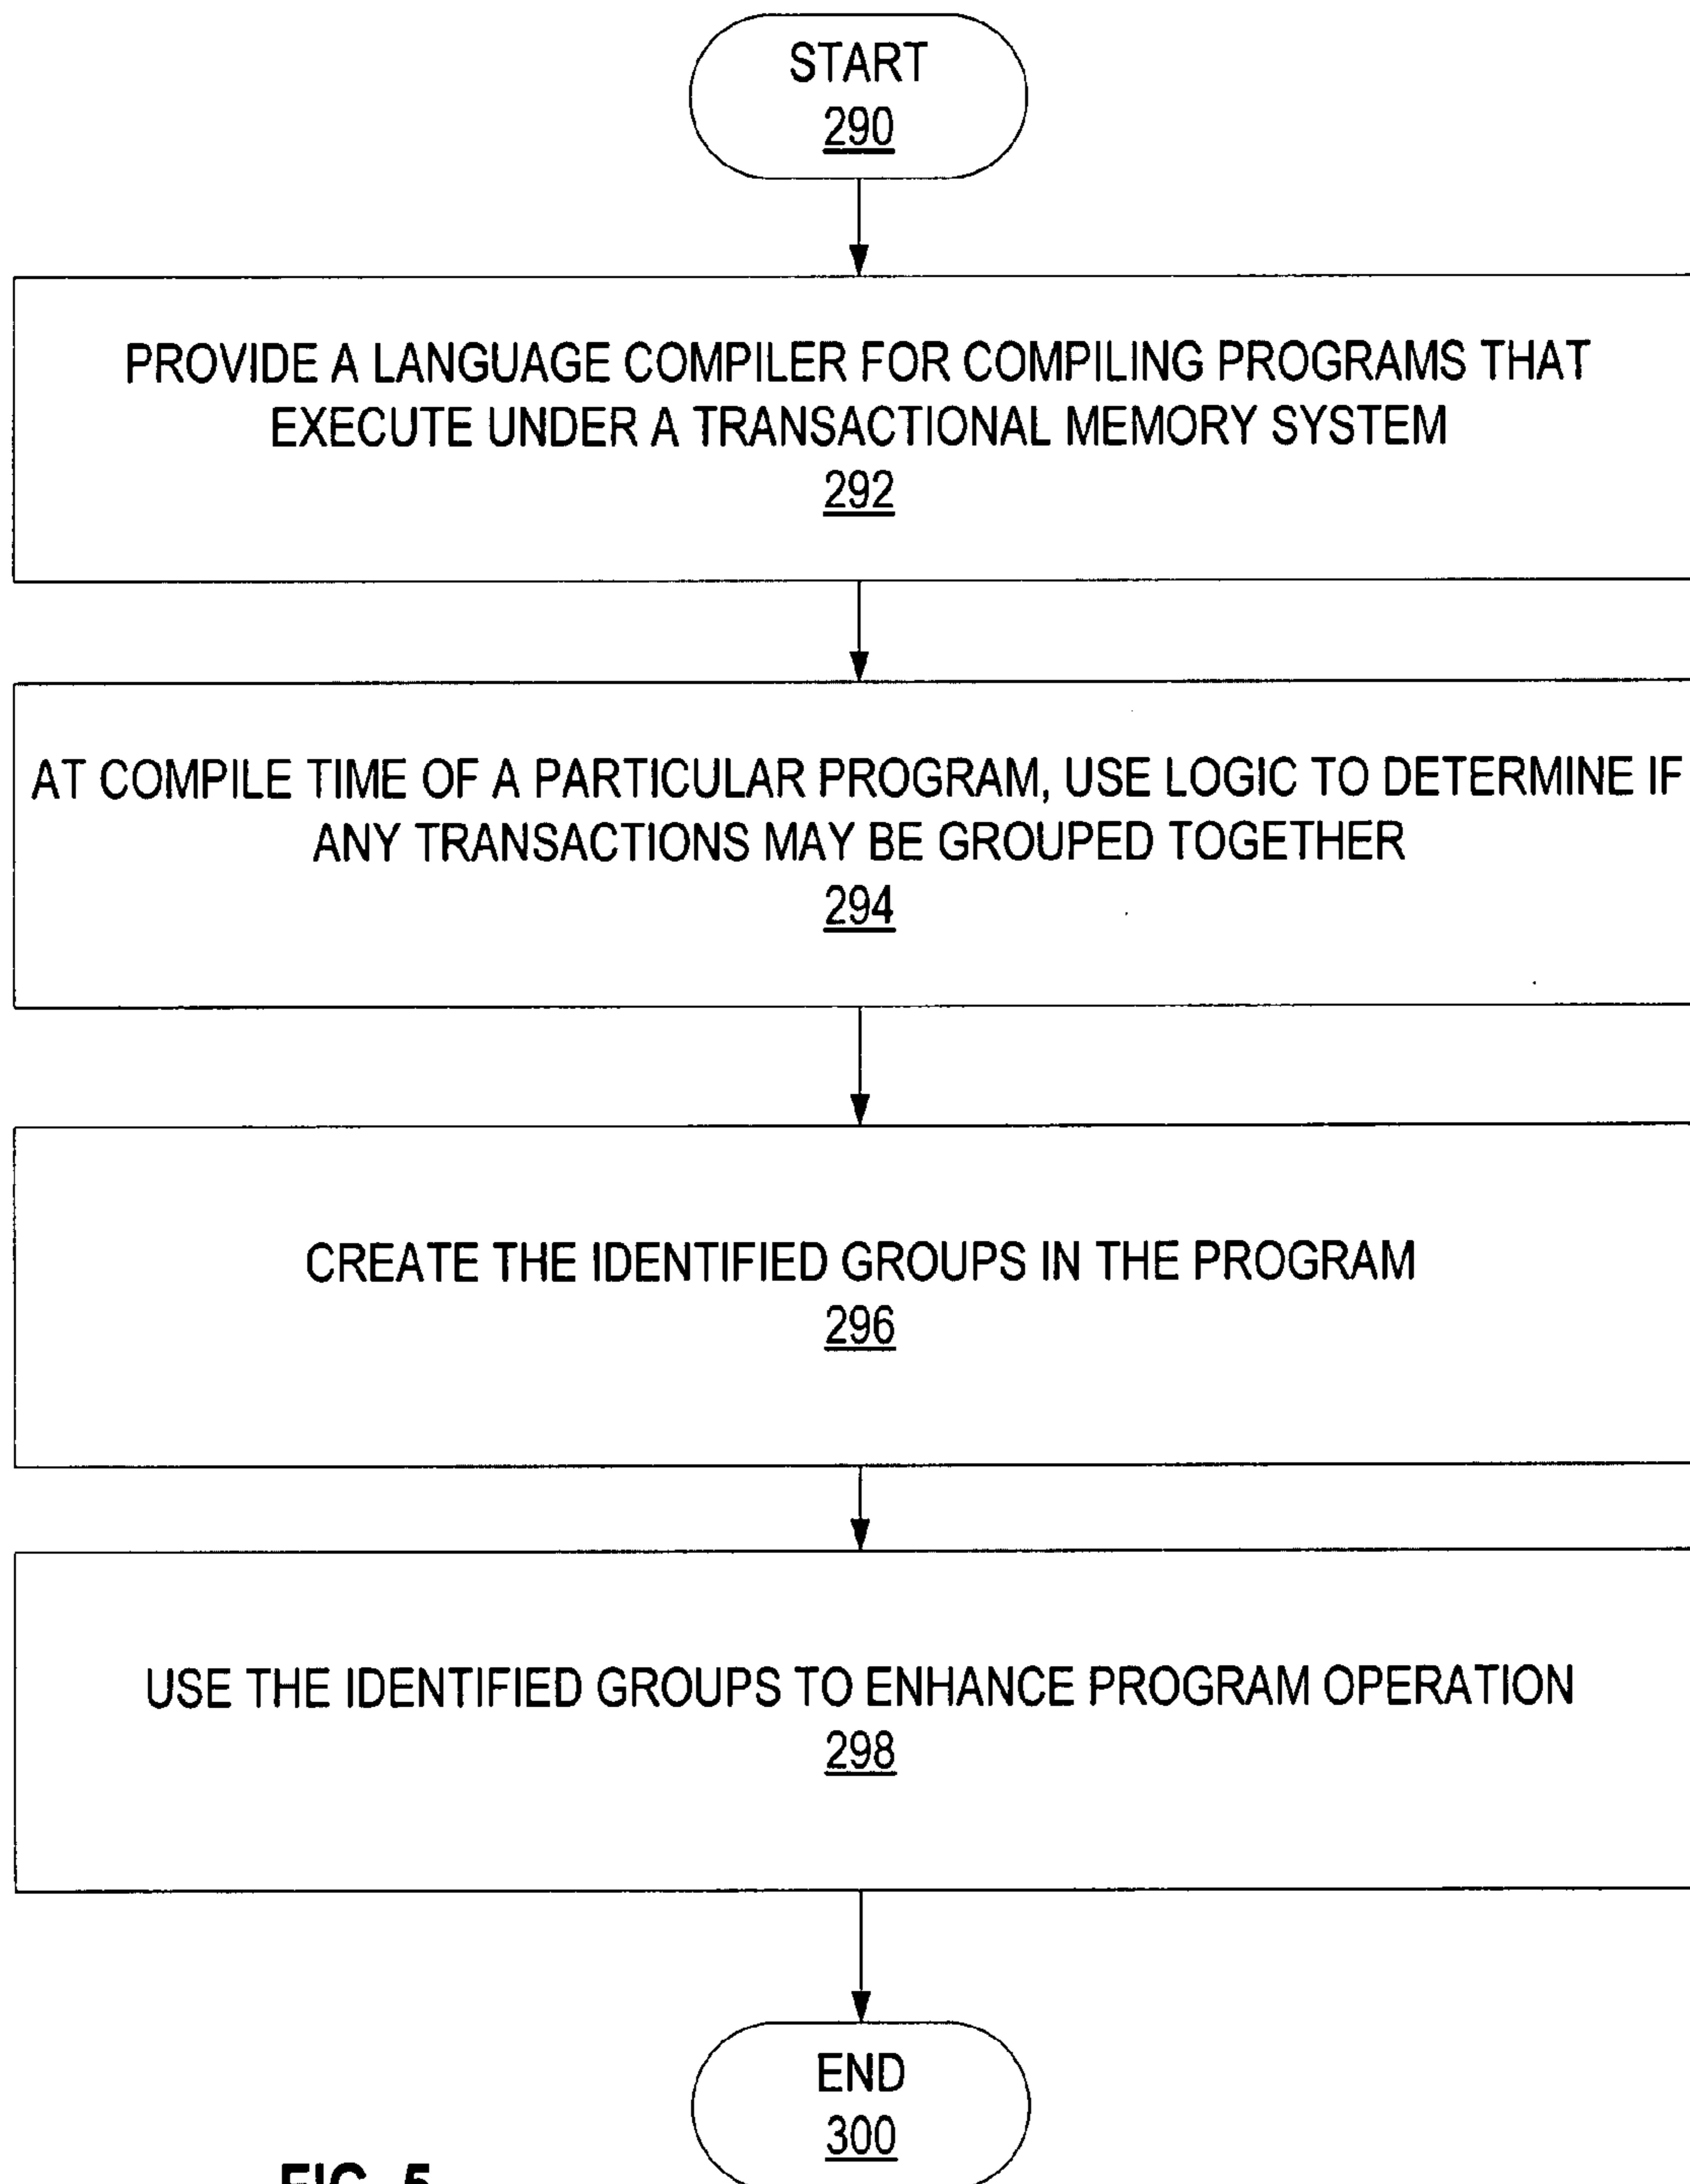 START
290
PROVIDE A LANGUAGE COMPILER FOR COMPILING PROGRAMS THAT
EXECUTE UNDER A TRANSACTIONAL MEMORY SYSTEM
292
AT COMPILE TIME OF A PARTICULAR PROGRAM, USE LOGIC TO DETERMINE IF
ANY TRANSACTIONS MAY BE GROUPED TOGETHER
294
CREATE THE IDENTIFIED GROUPS IN THE PROGRAM
296
USE THE IDENTIFIED GROUPS TO ENHANCE PROGRAM OPERATION
298
END
300
FIG. 5